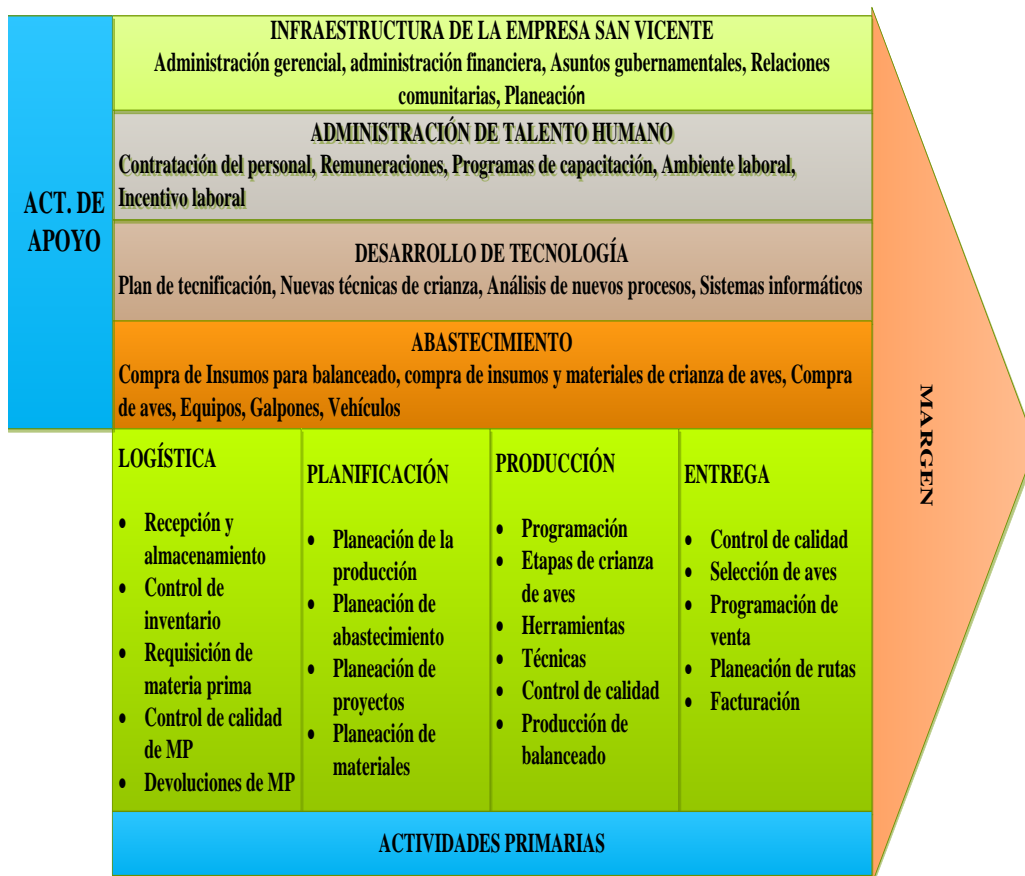 INFRAESTRUCTURA DE LA EMPRESA SAN VICENTE
Administración gerencial, administración financiera, Asuntos gubernamentales, Relaciones
comunitarias, Planeación
ADMINISTRACIÓN DE TALENTO HUMANO
Contratación del personal, Remuneraciones, Programas de capacitación, Ambiente laboral,
Incentivo laboral
ACT. DE
APOYO
DESARROLLO DE TECNOLOGÍA
Plan de tecnificación, Nuevas técnicas de crianza, Análisis de nuevos procesos, Sistemas informáticos
ABASTECIMIENTO
Compra de Insumos para balanceado, compra de insumos y materiales de crianza de aves, Compra
de aves, Equipos, Galpones, Vehículos
LOGÍSTICA
• Recepción y
almacenamiento
• Control de
inventario
• Requisición de
materia prima
• Control de calidad
de MP
• Devoluciones de MP
PLANIFICACIÓN
• Planeación de la
producción
• Planeación de
abastecimiento
• Planeación de
proyectos
• Planeación de
materiales
PRODUCCIÓN
• Programación
• Etapas de crianza
de aves
• Herramientas
• Técnicas
• Control de calidad
• Producción de
balanceado
ENTREGA
• Control de calidad
• Selección de aves
• Programación de
venta
• Planeación de rutas
• Facturación
MARGEN
ACTIVIDADES PRIMARIAS